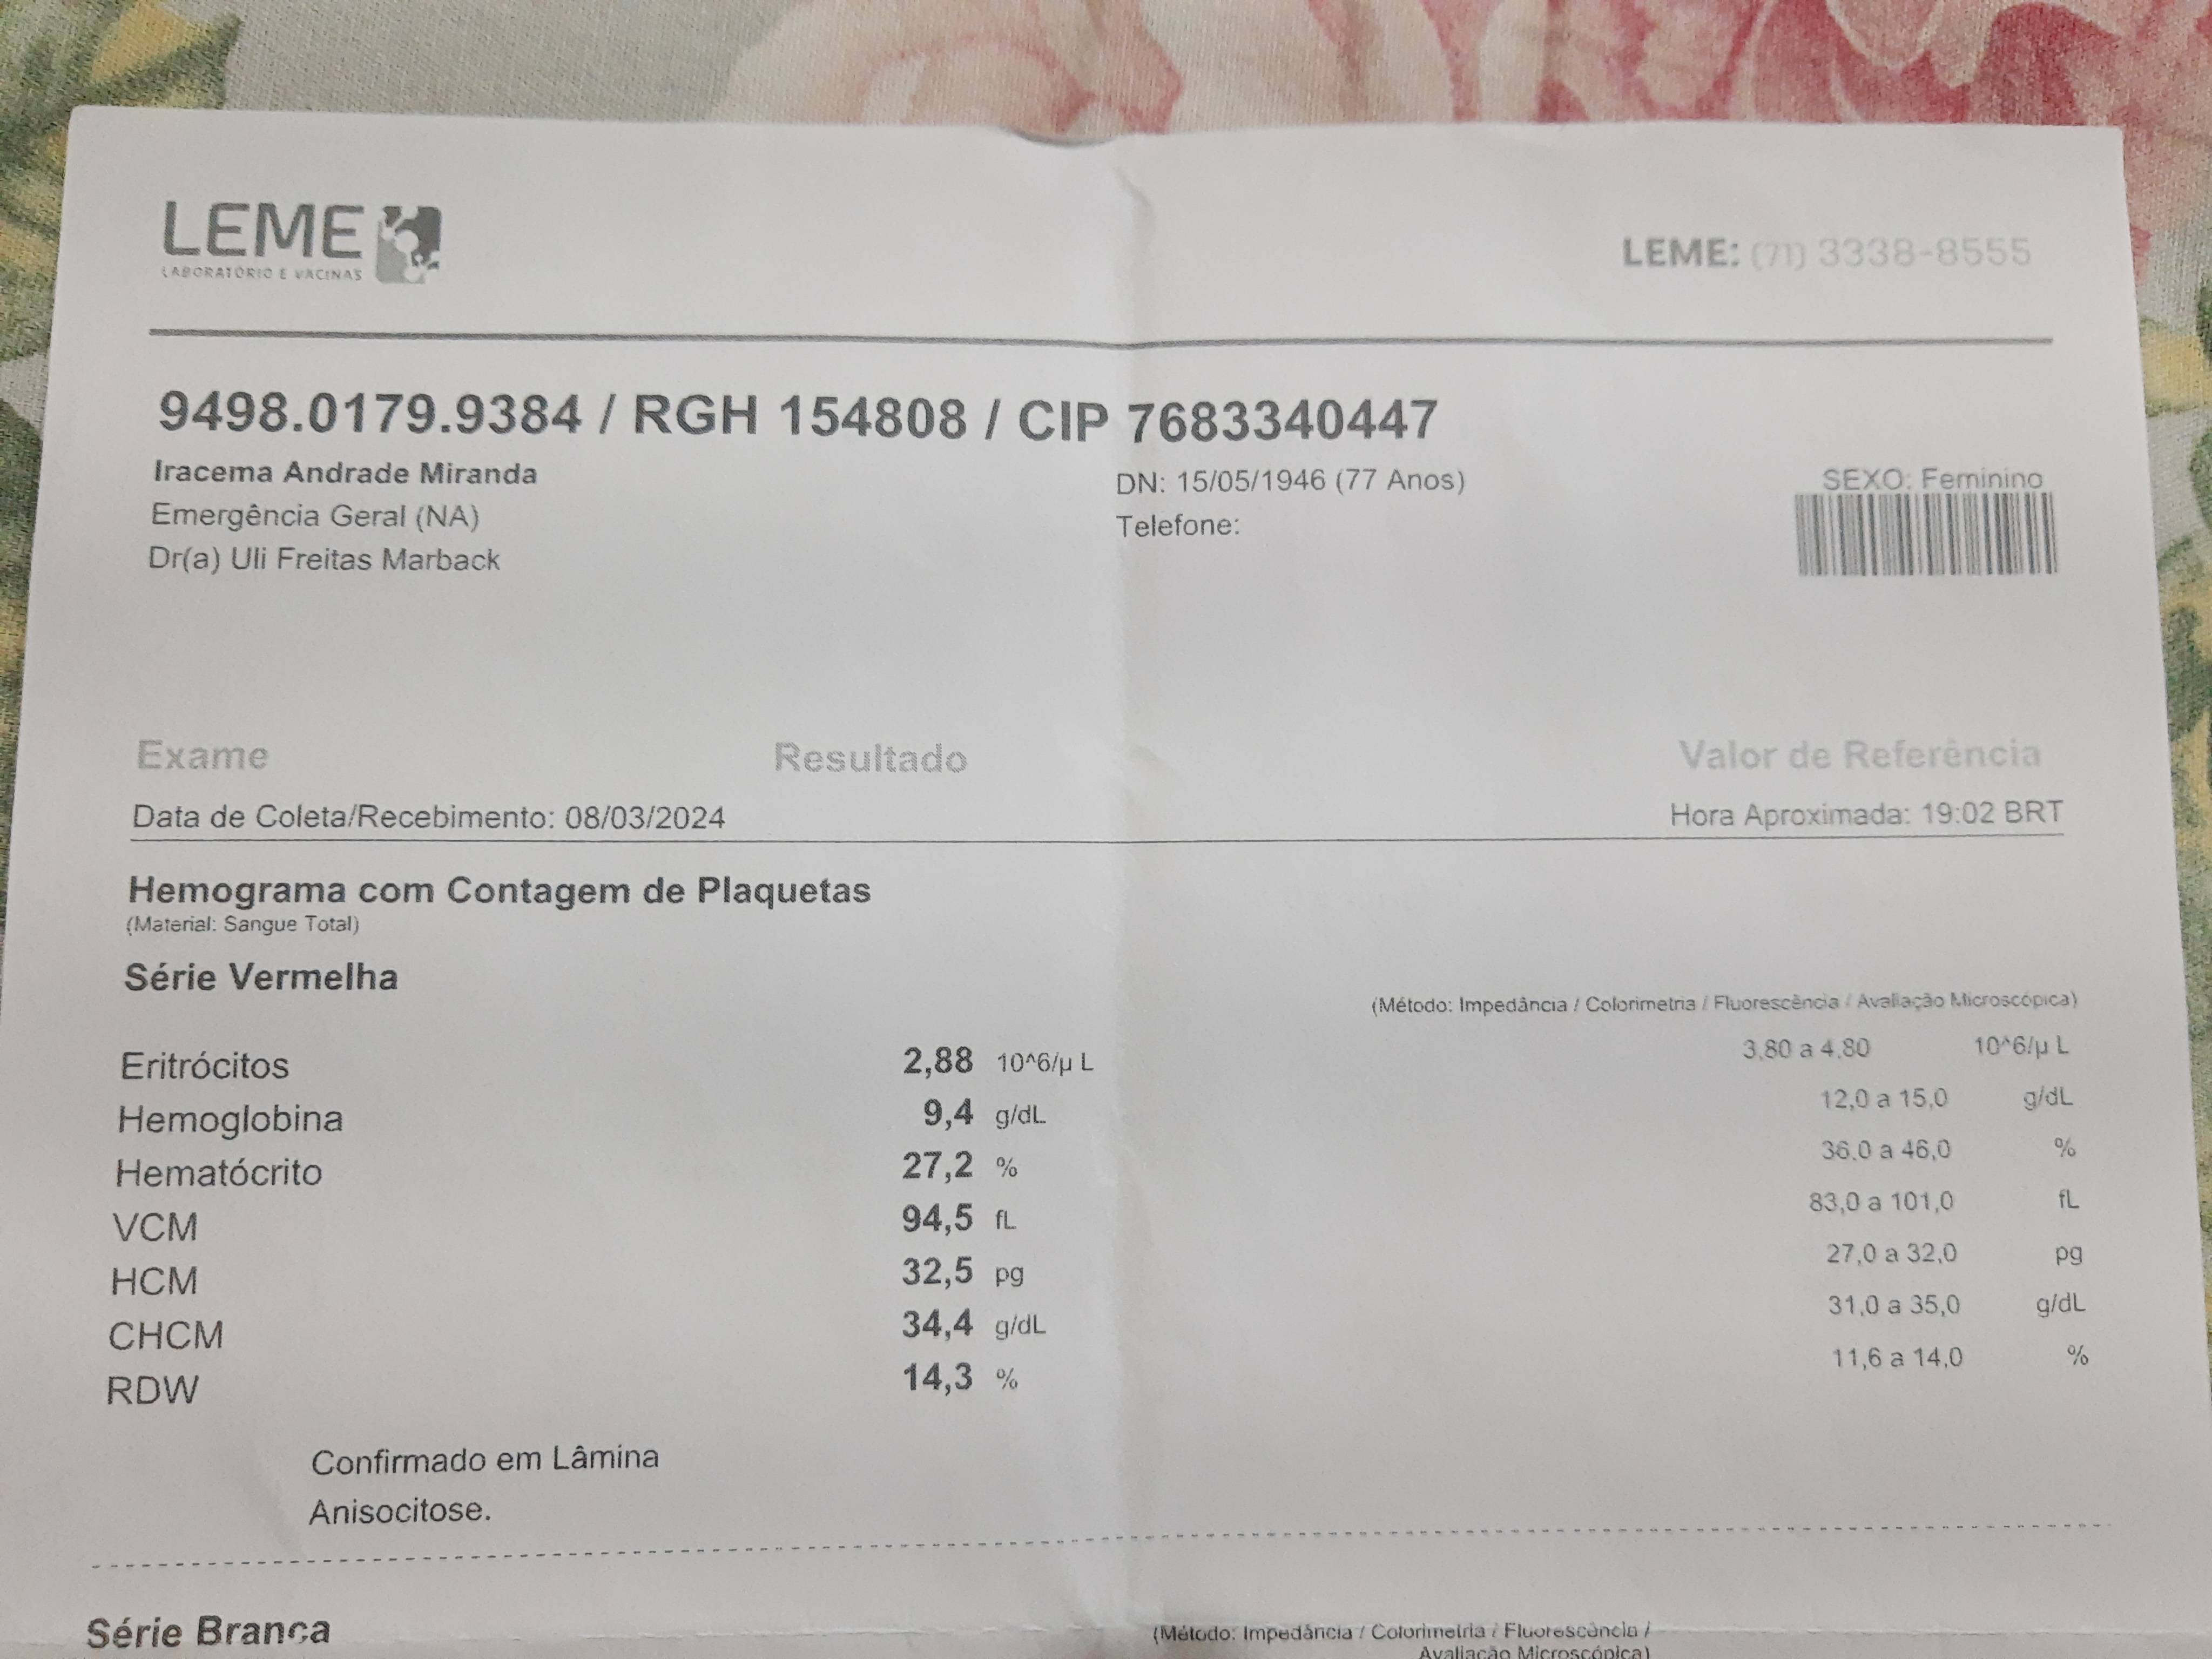 LEME
LABORATÓRIO E VACINAS
LEME: (71) 3338-8555
9498.0179.9384 / RGH 154808 / CIP 7683340447
Iracema Andrade Miranda
DN: 15/05/1946 (77 Anos)
SEXO: Feminino
Emergência Geral (NA)
Telefone:
Dr(a) Uli Freitas Marback
Exame Resultado Valor de Referência
Data de Coleta/Recebimento: 08/03/2024 Hora Aproximada: 19:02 BRT
Hemograma com Contagem de Plaquetas
(Material: Sangue Total)
Série Vermelha
(Método: Impedância / Colorimetria / Fluorescência / Avaliação Microscópica)
Eritrócitos 2,88 10^6/µ L 3,80 a 4,80 10^6/µ L
Hemoglobina 9,4 g/dL 12,0 a 15,0 g/dL
Hematócrito 27,2 % 36,0 a 46,0 %
VCM 94,5 fL 83,0 a 101,0 fL
HCM 32,5 pg 27,0 a 32,0 pg
CHCM 34,4 g/dL 31,0 a 35,0 g/dL
RDW 14,3 % 11,6 a 14,0 %
Confirmado em Lâmina
Anisocitose.
Série Branca
(Método: Impedância / Colorimetria / Fluorescência /
Avaliação Microscópica)